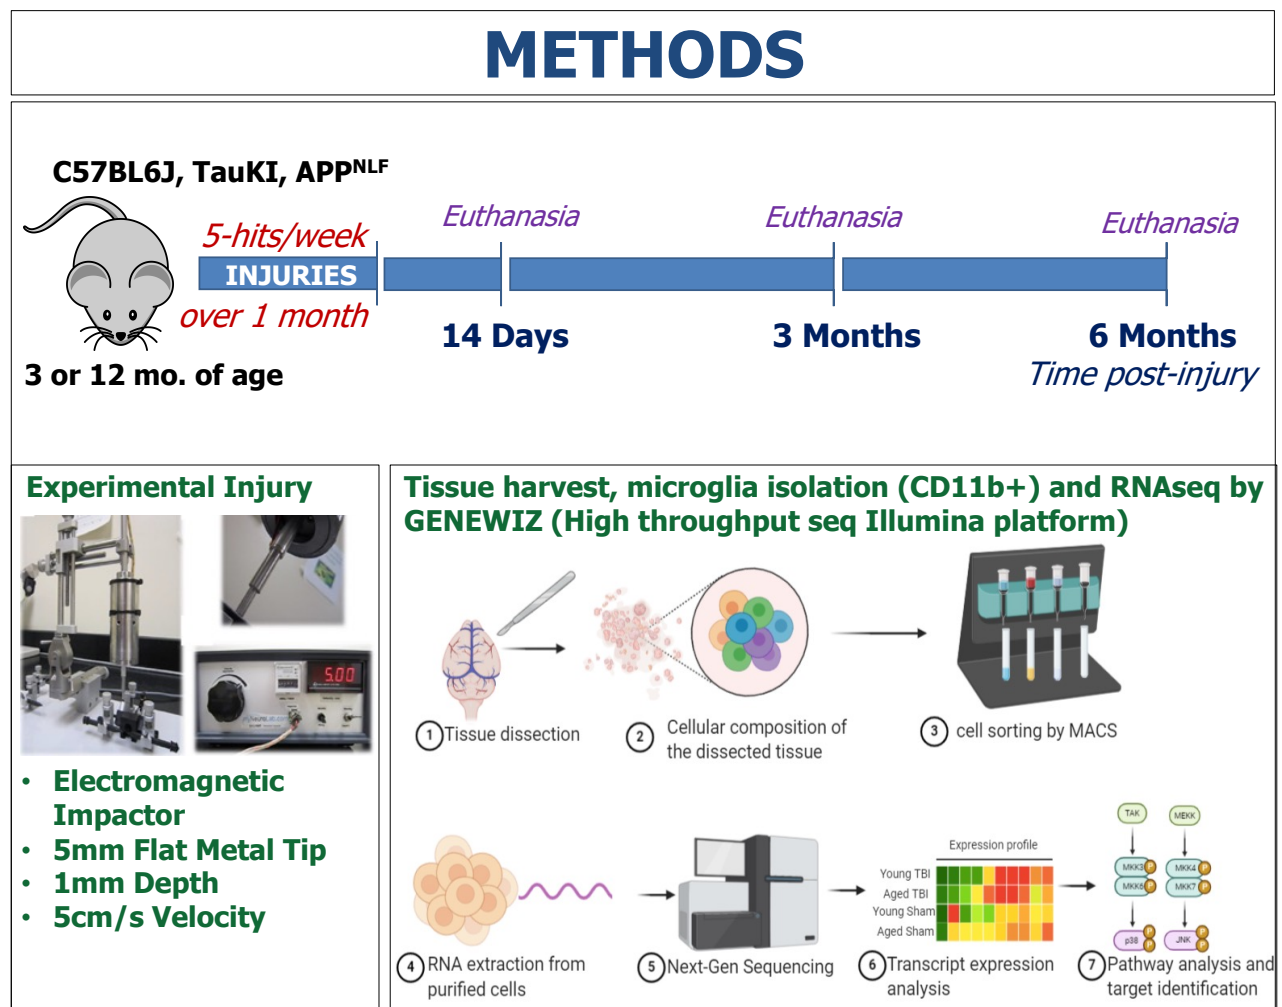 METHODS
C57BL6J, TauKI, APPNLF
5-hits/week
INJURIES
over 1 month
3 or 12 mo. of age
Euthanasia
Euthanasia
Euthanasia
14 Days
3 Months
6 Months
Time post-injury
Experimental Injury
5.00
• Electromagnetic
Impactor
• 5mm Flat Metal Tip
• 1mm Depth
• 5cm/s Velocity
Tissue harvest, microglia isolation (CD11b+) and RNAseq by
GENEWIZ (High throughput seq Illumina platform)
1 Tissue dissection
2 Cellular composition of
the dissected tissue
3 cell sorting by MACS
4 RNA extraction from
purified cells
5 Next-Gen Sequencing
Expression profile
Young TBI
Aged TBI
Young Sham
Aged Sham
6 Transcript expression
analysis
TAK
MEKK
MKK3 P
MKK4 P
MKK6 P
MKK7 P
p38 P P
JNK P P
7 Pathway analysis and
target identification